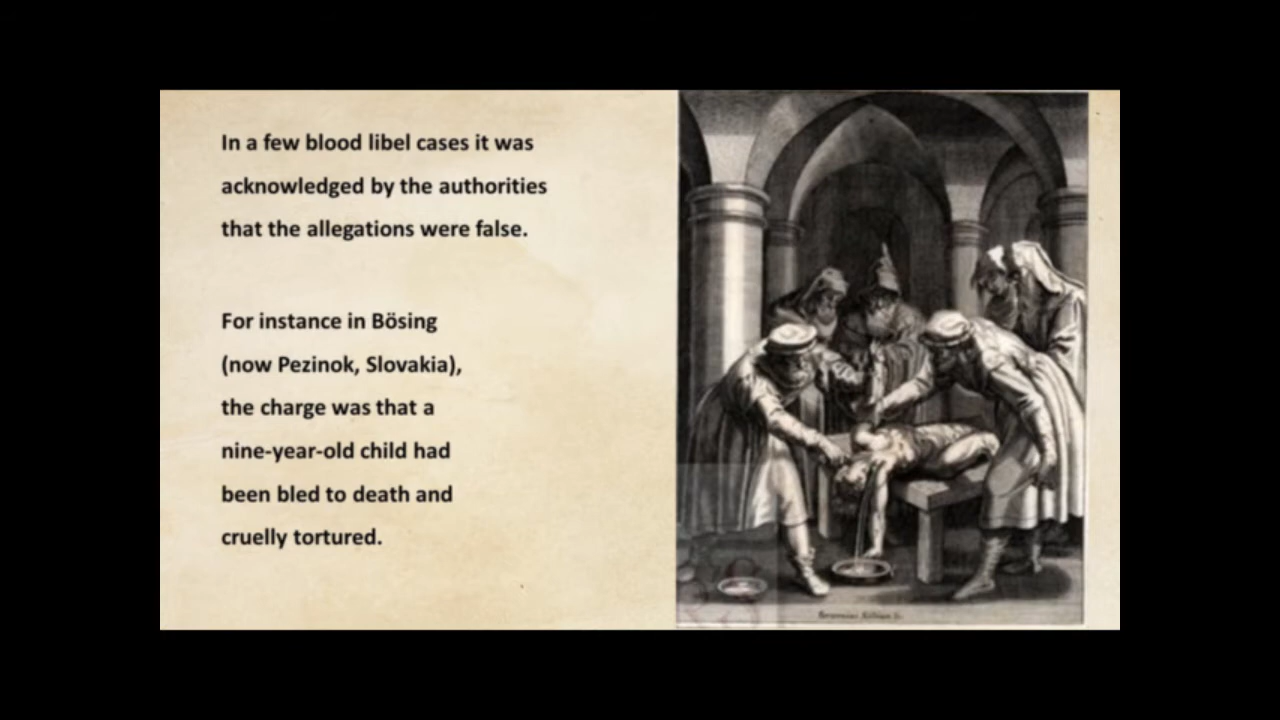 In a few blood libel cases it was
acknowledged by the authorities
that the allegations were false.
For instance in Bösing
(now Pezinok, Slovakia),
the charge was that a
nine-year-old child had
been bled to death and
cruelly tortured.